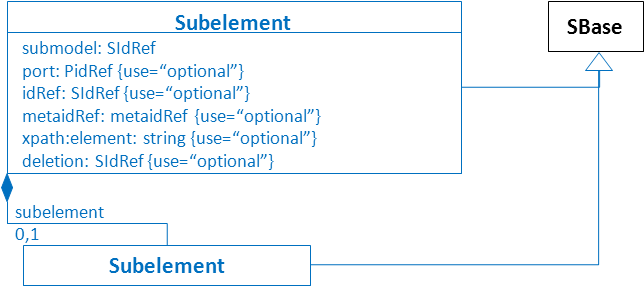 Subelement
SBase
submodel: SIdRef
port: PidRef {use=“optional”}
idRef: SIdRef {use=“optional”}
metaidRef: metaidRef {use=“optional”}
xpath:element: string {use=“optional”}
deletion: SIdRef {use=“optional”}
subelement
0,1
Subelement